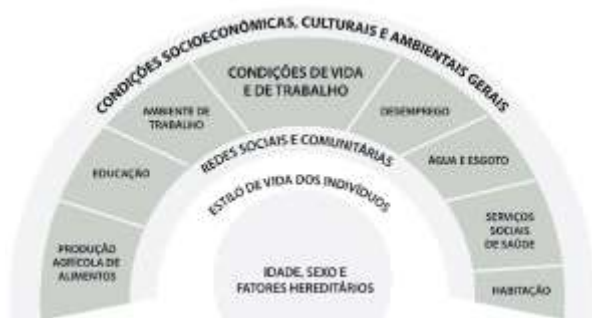 CONDIÇÕES SOCIOECONÔMICAS, CULTURAIS E AMBIENTAIS GERAIS
CONDIÇÕES DE VIDA
E DE TRABALHO
AMBIENTE DE
TRABALHO
DESEMPREGO
REDES SOCIAIS E COMUNITÁRIAS
EDUCAÇÃO
ÁGUA E ESGOTO
ESTILO DE VIDA DOS INDIVÍDUOS
PRODUÇÃO
AGRÍCOLA DE
ALIMENTOS
SERVIÇOS
SOCIAIS
DE SAÚDE
IDADE, SEXO E
FATORES HEREDITÁRIOS
HABITAÇÃO